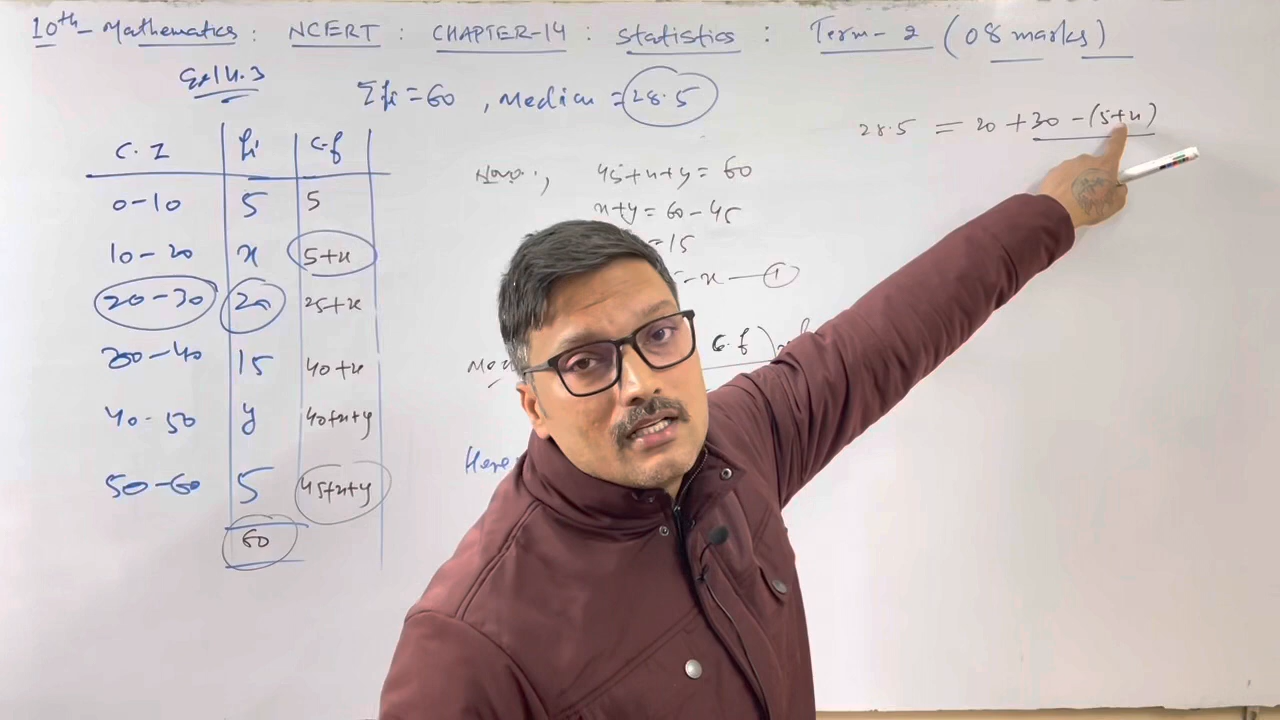 10th Mathematics : NCERT : CHAPTER-14 : Statistics : Term-2 (08 marks)
Ex 14.3
Σfi = 60 , Median = 28.5
C.I fi C.f
0-10 5 5
10-20 x 5+x
20-30 20 25+x
30-40 15 40+x
40-50 y 40+x+y
50-60 5 45+x+y
60
Now, 45+x+y = 60
x+y = 60-45
=15
-x — ①
C.f)
Here
28.5 = 20 + 30 - (5+x)